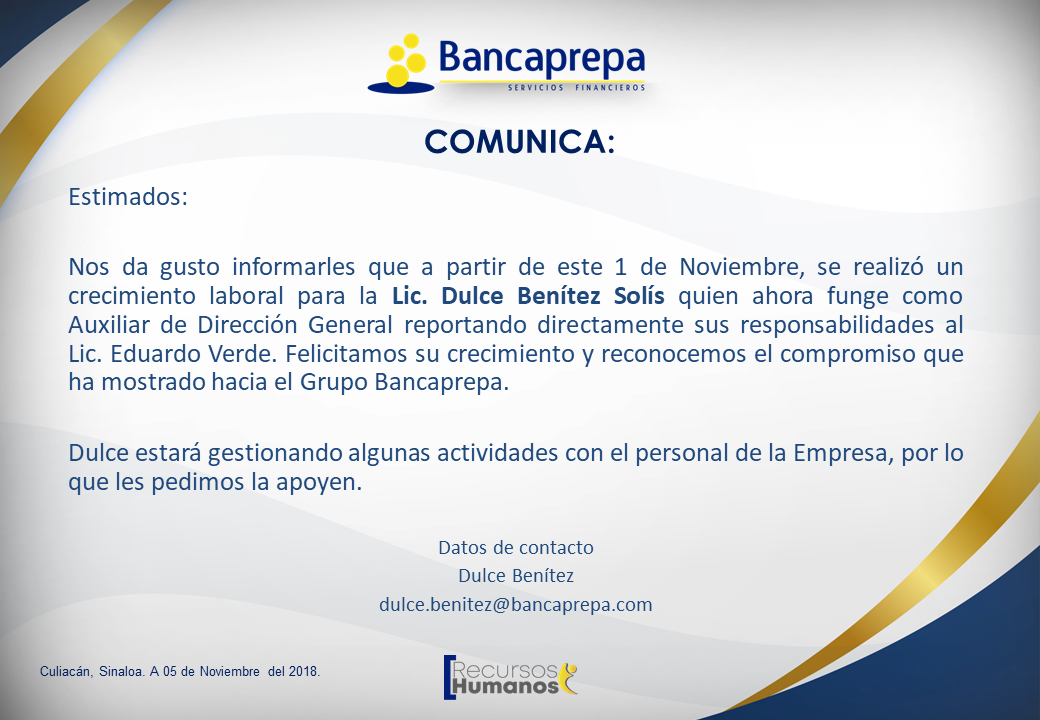 Bancaprepa
SERVICIOS FINANCIEROS
COMUNICA:
Estimados:
Nos da gusto informarles que a partir de este 1 de Noviembre, se realizó un
crecimiento laboral para la Lic. Dulce Benítez Solís quien ahora funge como
Auxiliar de Dirección General reportando directamente sus responsabilidades al
Lic. Eduardo Verde. Felicitamos su crecimiento y reconocemos el compromiso que
ha mostrado hacia el Grupo Bancaprepa.
Dulce estará gestionando algunas actividades con el personal de la Empresa, por lo
que les pedimos la apoyen.
Datos de contacto
Dulce Benítez
dulce.benitez@bancaprepa.com
Culiacán, Sinaloa. A 05 de Noviembre del 2018.
Recursos
Humanos